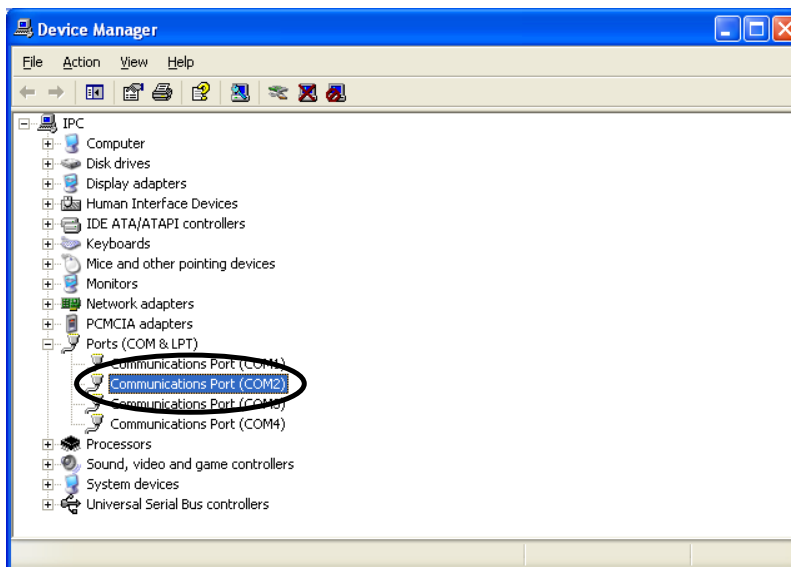 Device Manager
File Action View Help
IPC
Computer
Disk drives
Display adapters
Human Interface Devices
IDE ATA/ATAPI controllers
Keyboards
Mice and other pointing devices
Monitors
Network adapters
PCMCIA adapters
Ports (COM & LPT)
Communications Port (COM1)
Communications Port (COM2)
Communications Port (COM3)
Communications Port (COM4)
Processors
Sound, video and game controllers
System devices
Universal Serial Bus controllers